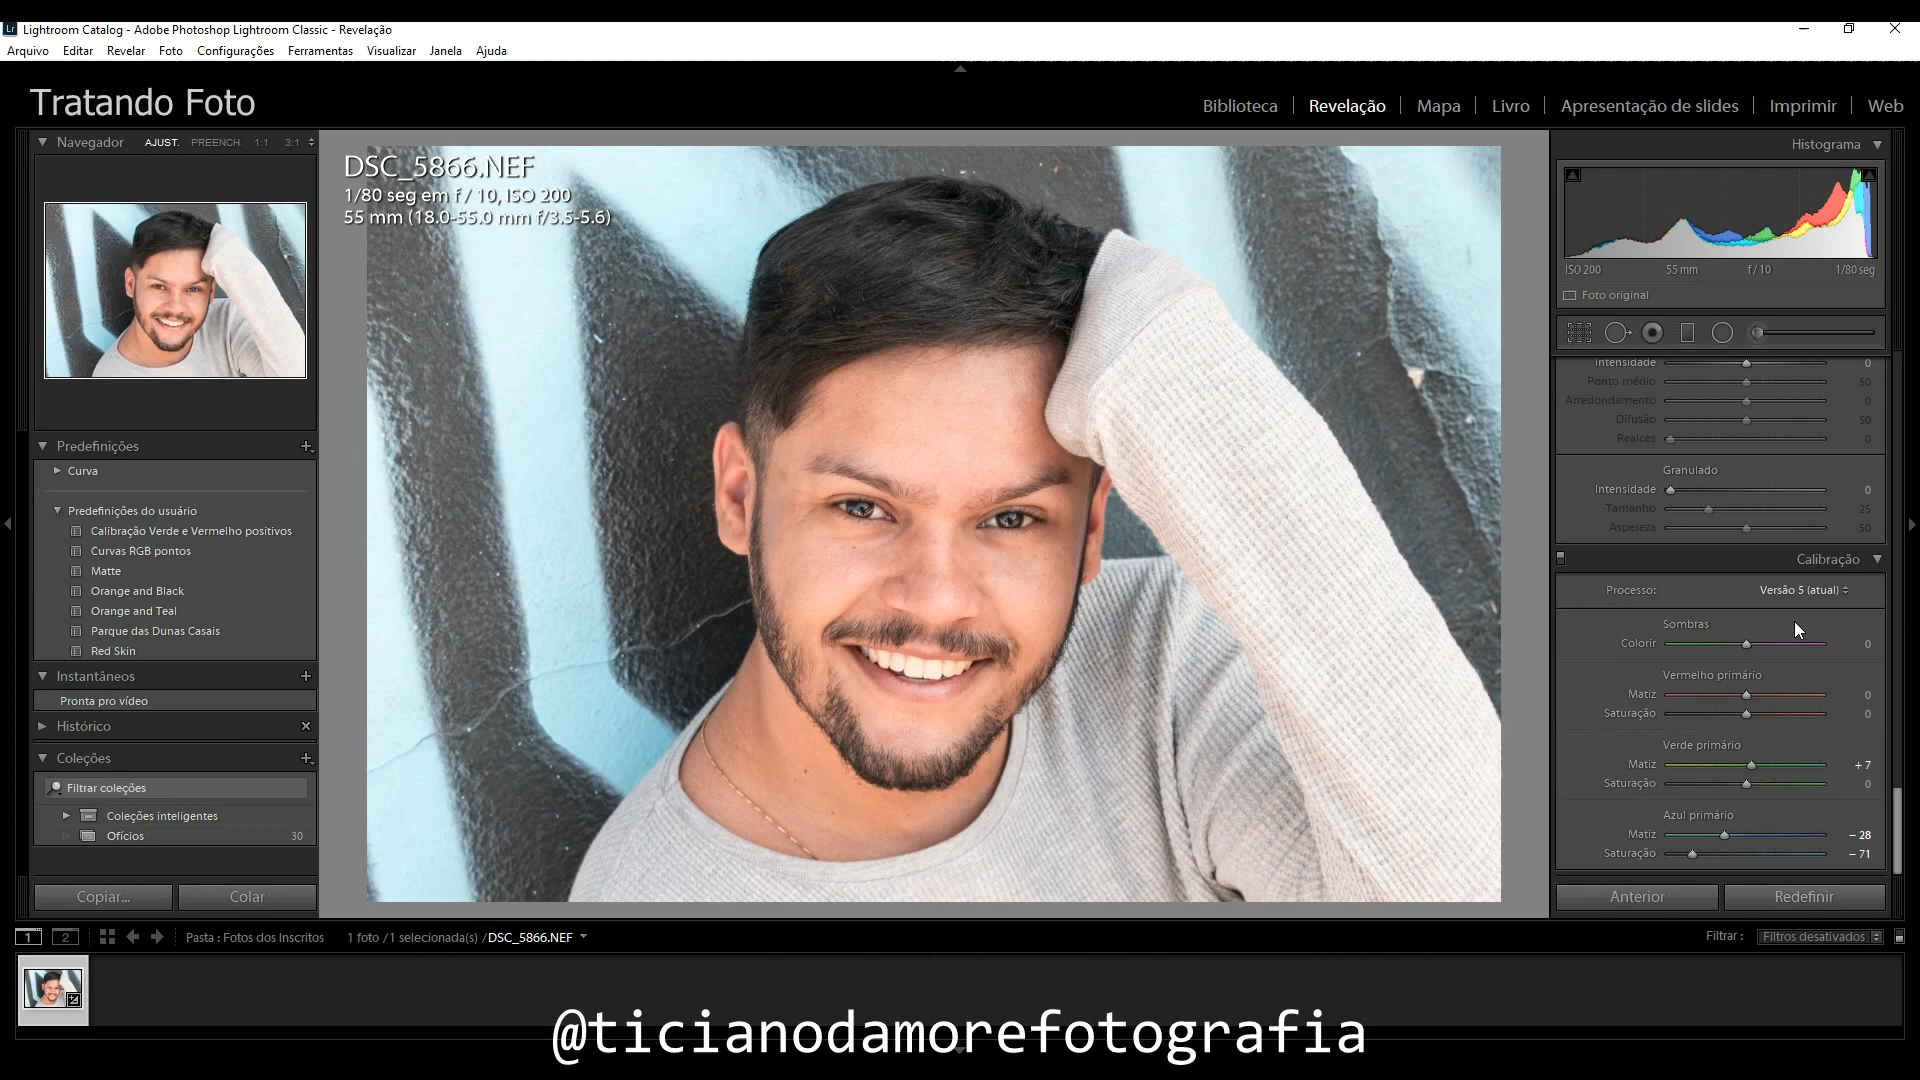 Lr Lightroom Catalog - Adobe Photoshop Lightroom Classic - Revelação
Arquivo Editar Revelar Foto Configurações Ferramentas Visualizar Janela Ajuda
Tratando Foto
Biblioteca | Revelação | Mapa | Livro | Apresentação de slides | Imprimir | Web
Navegador AJUST. PREENCH. 1:1 3:1
Predefinições
Curva
Predefinições do usuário
Calibração Verde e Vermelho positivos
Curvas RGB pontos
Matte
Orange and Black
Orange and Teal
Parque das Dunas Casais
Red Skin
Instantâneos
Pronta pro vídeo
Histórico
Coleções
Filtrar coleções
Coleções inteligentes
Ofícios 30
Copiar... Colar
DSC_5866.NEF
1/80 seg em f / 10, ISO 200
55 mm (18.0-55.0 mm f/3.5-5.6)
Histograma
ISO 200 55 mm f / 10 1/80 seg
Foto original
Intensidade 0
Ponto médio 50
Arredondamento 0
Difusão 50
Realces 0
Granulado
Intensidade 0
Tamanho 25
Aspereza 50
Calibração
Processo: Versão 5 (atual)
Sombras
Colorir 0
Vermelho primário
Matiz 0
Saturação 0
Verde primário
Matiz + 7
Saturação 0
Azul primário
Matiz – 28
Saturação – 71
Anterior Redefinir
1 2 Pasta : Fotos dos Inscritos 1 foto /1 selecionada(s) /DSC_5866.NEF Filtrar : Filtros desativados
@ticianodamorefotografia